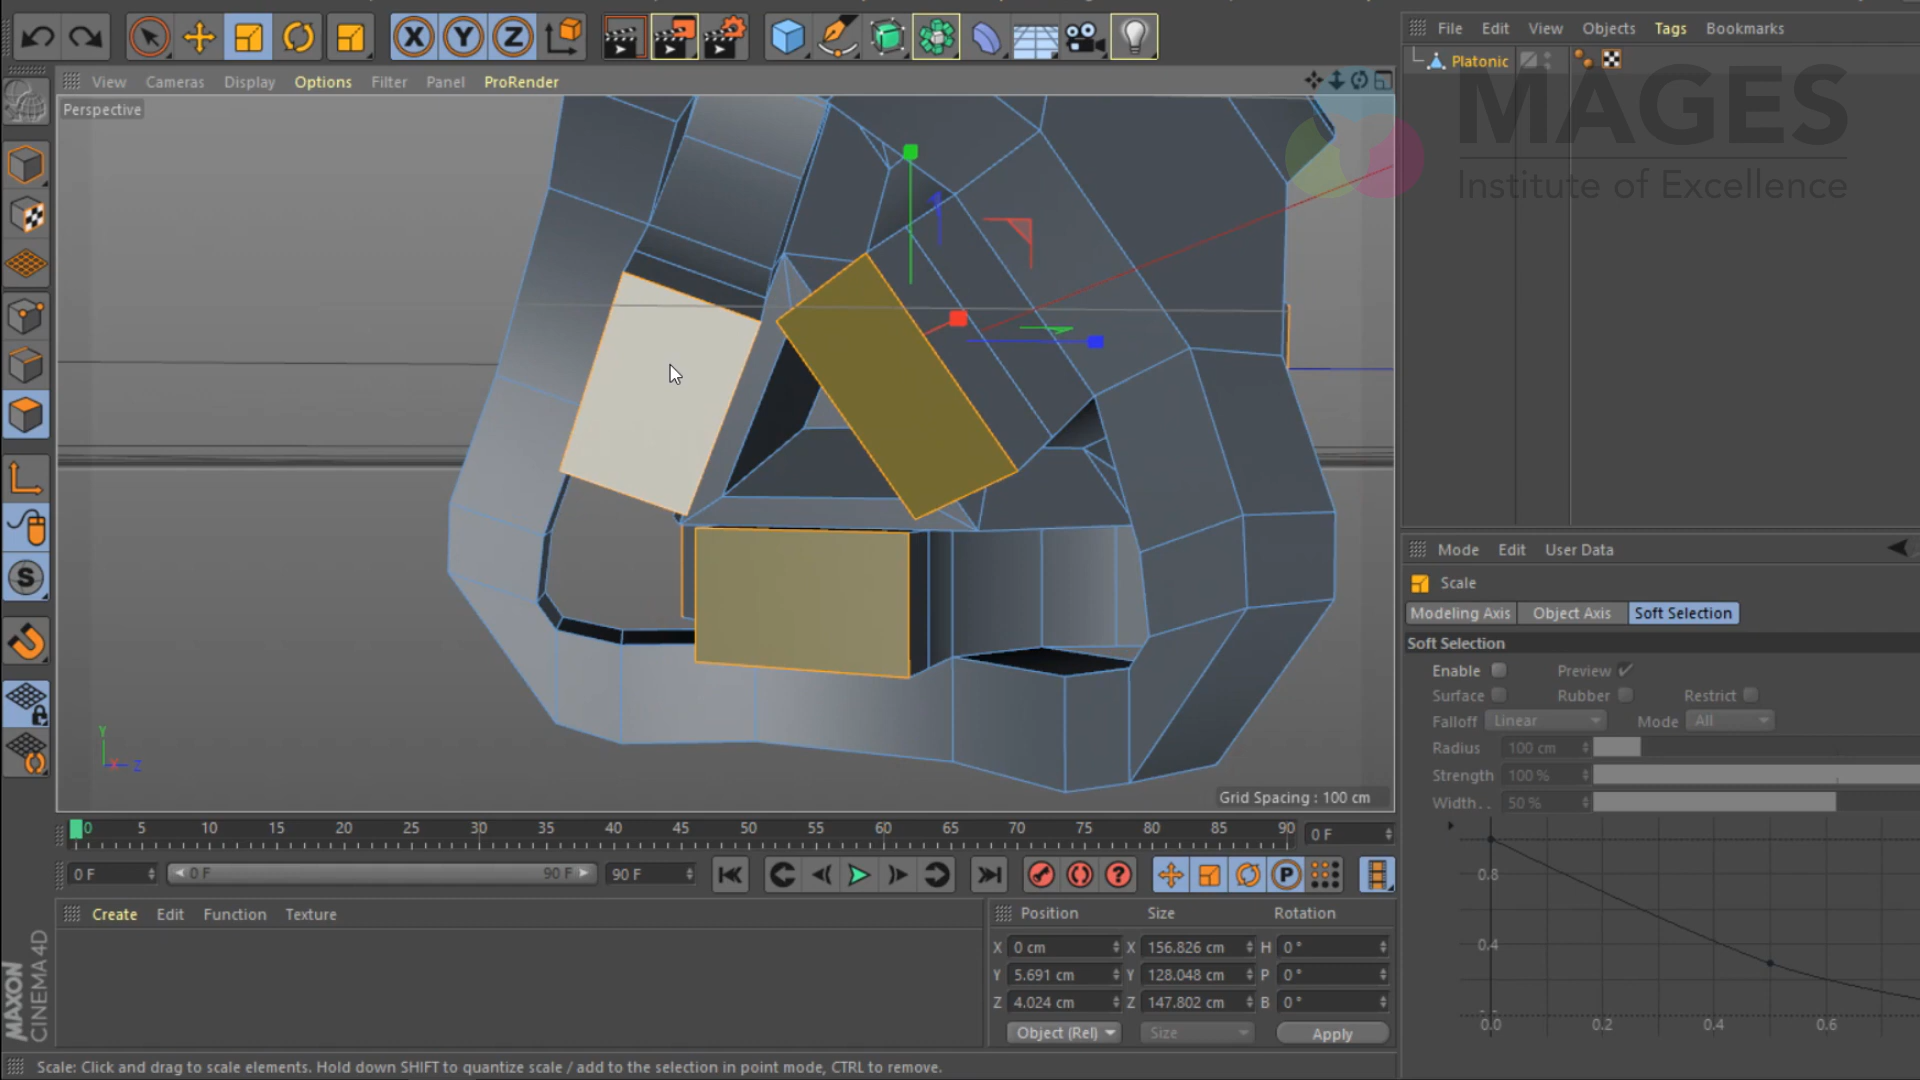 File Edit View Objects Tags Bookmarks
X Y Z
Platonic
MAGES
Institute of Excellence
View Cameras Display Options Filter Panel ProRender
Perspective
S
Y
X Z
Grid Spacing : 100 cm
Mode Edit User Data
Scale
Modeling Axis Object Axis Soft Selection
Soft Selection
Enable Preview
Surface Rubber Restrict
Falloff Linear Mode All
Radius 100 cm
Strength 100 %
Width. . 50 %
0.8
0.4
0.0 0.2 0.4 0.6
0 5 10 15 20 25 30 35 40 45 50 55 60 65 70 75 80 85 90 0 F
0 F 0 F 90 F 90 F ? P
Create Edit Function Texture
Position Size Rotation
X 0 cm X 156.826 cm H 0 °
Y 5.691 cm Y 128.048 cm P 0 °
Z 4.024 cm Z 147.802 cm B 0 °
Object (Rel) Size Apply
MAXON
CINEMA 4D
Scale: Click and drag to scale elements. Hold down SHIFT to quantize scale / add to the selection in point mode, CTRL to remove.